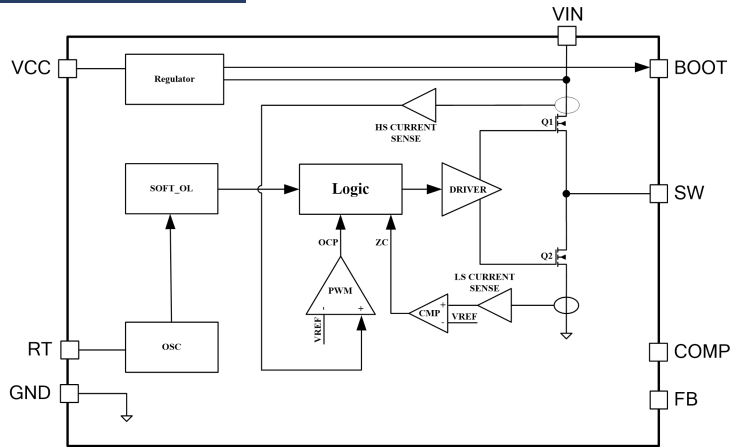 VIN
VCC
Regulator
BOOT
HS CURRENT
SENSE
Q1
SOFT_OL
Logic
DRIVER
SW
OCP
ZC
Q2
LS CURRENT
SENSE
PWM
-
+
VREF
CMP
+
-
VREF
RT
OSC
COMP
GND
FB